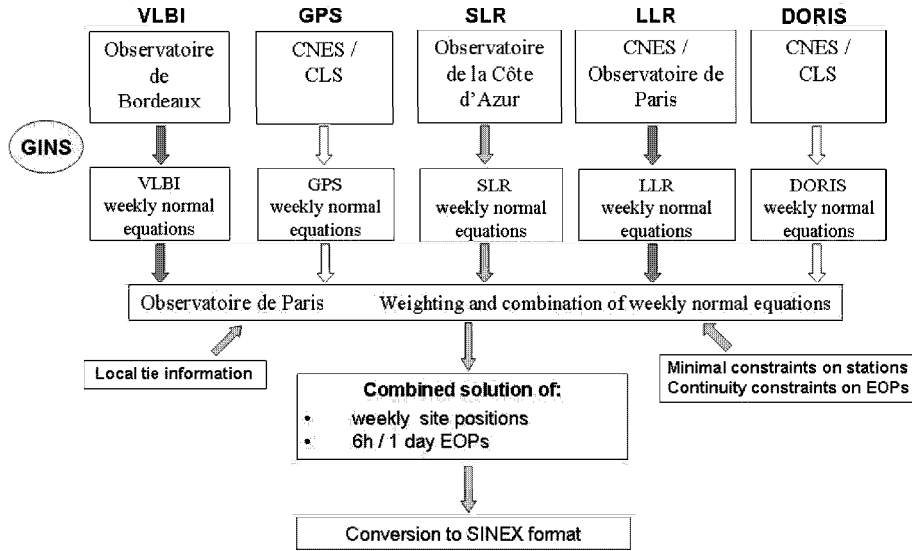 VLBI
GPS
SLR
LLR
DORIS
Observatoire
de
Bordeaux
CNES /
CLS
Observatoire
de la Côte
d'Azur
CNES /
Observatoire de
Paris
CNES /
CLS
GINS
VLBI
weekly normal
equations
GPS
weekly normal
equations
SLR
weekly normal
equations
LLR
weekly normal
equations
DORIS
weekly normal
equations
Observatoire de Paris Weighting and combination of weekly normal equations
Local tie information
Minimal constraints on stations
Continuity constraints on EOPs
Combined solution of:
• weekly site positions
• 6h / 1 day EOPs
Conversion to SINEX format